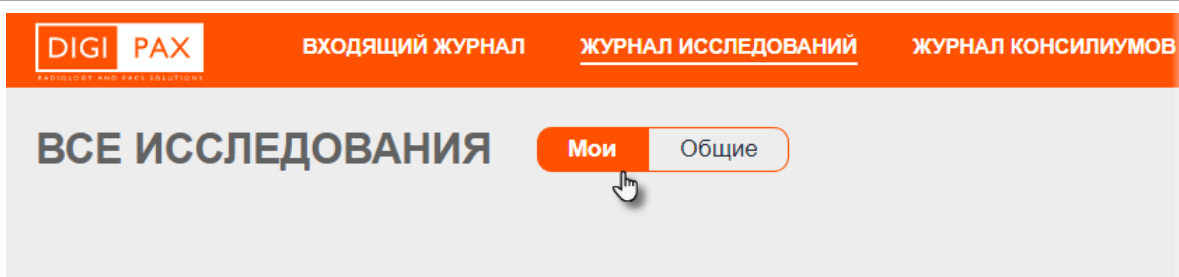 DIGI PAX
RADIOLOGY AND PACS SOLUTIONS
ВХОДЯЩИЙ ЖУРНАЛ
ЖУРНАЛ ИССЛЕДОВАНИЙ
ЖУРНАЛ КОНСИЛИУМОВ
ВСЕ ИССЛЕДОВАНИЯ
Мои
Общие